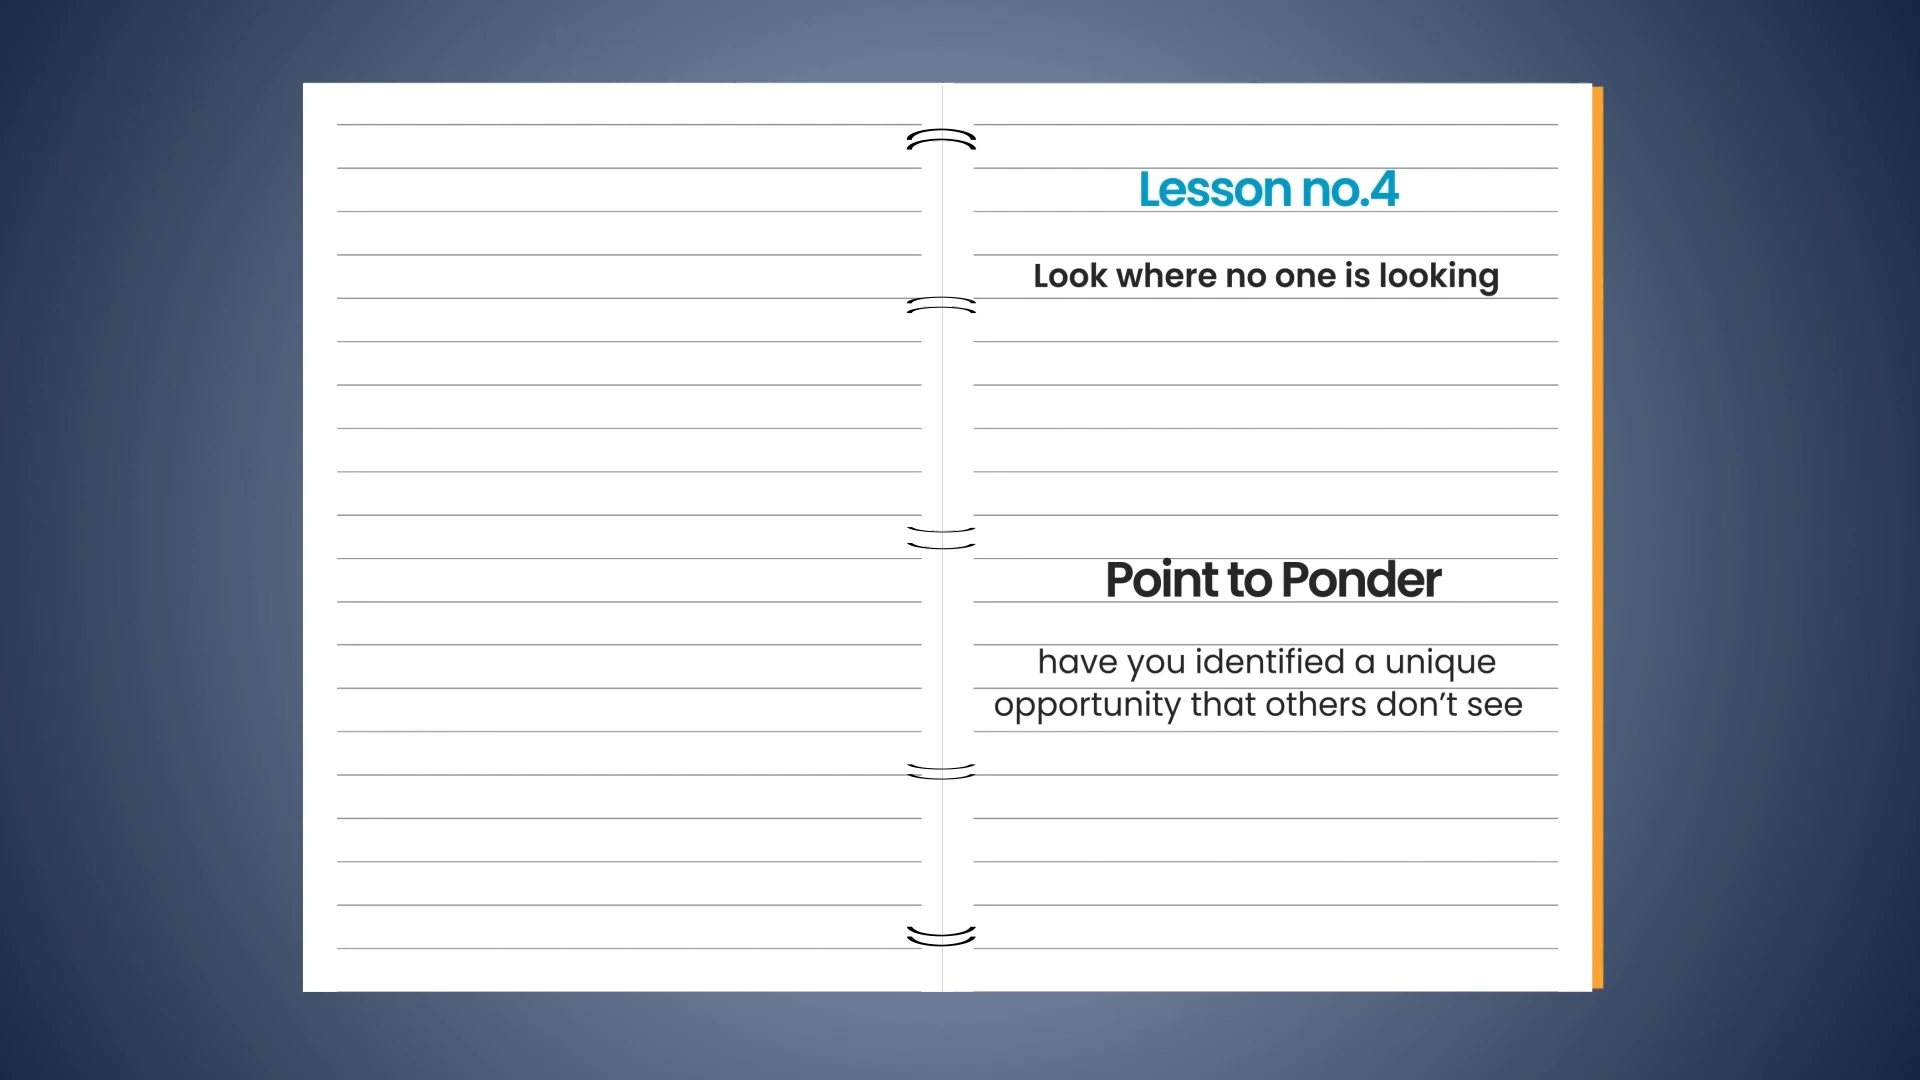 Lesson no.4
Look where no one is looking
Point to Ponder
have you identified a unique
opportunity that others don’t see